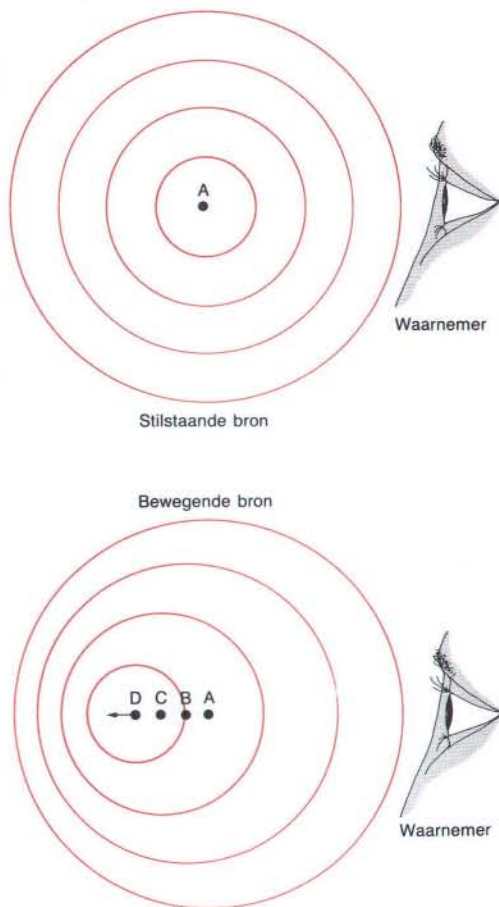 A
Waarnemer
Stilstaande bron
Bewegende bron
D C B A
Waarnemer